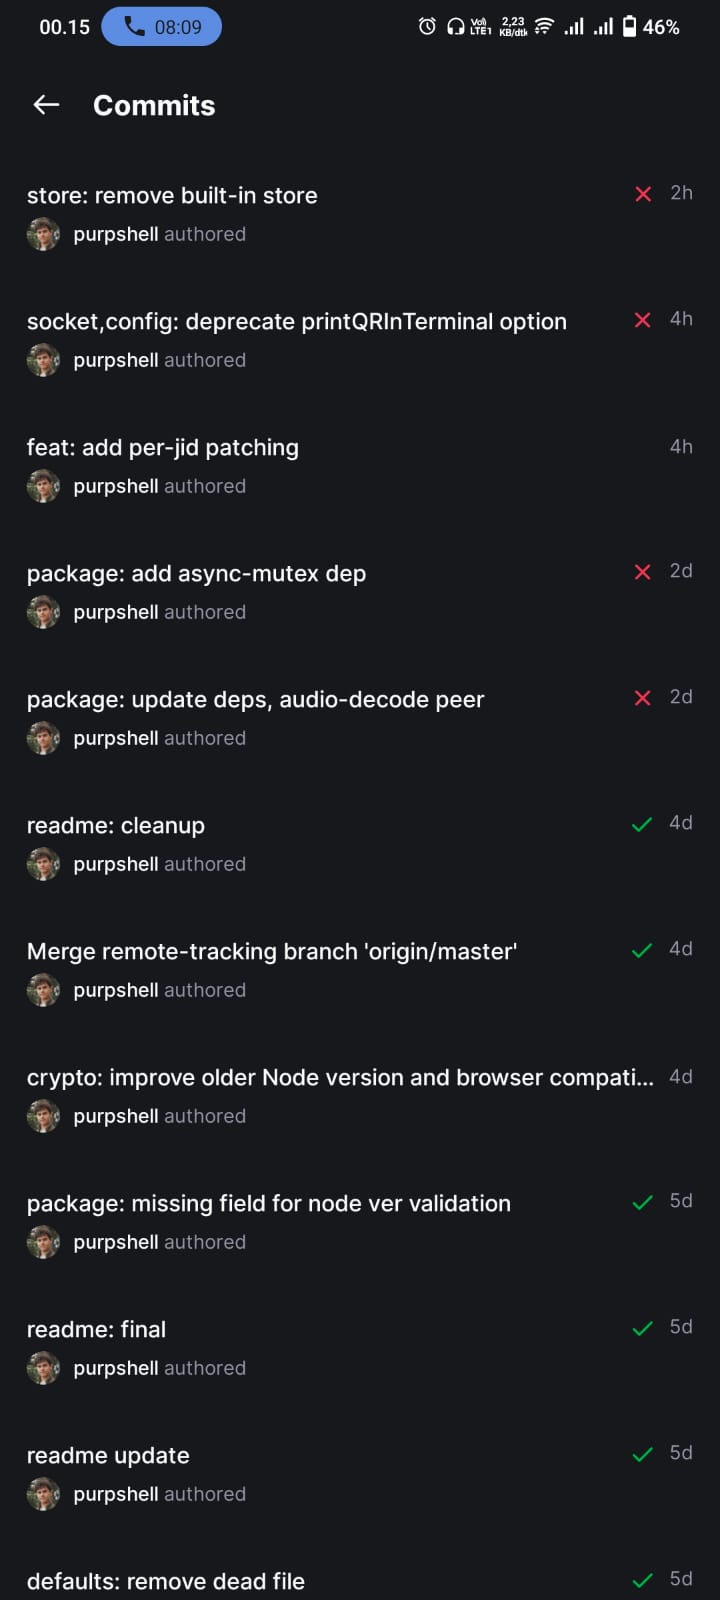 00.15 08:09 Vo)) LTE1 2,23 KB/dtk 46%
Commits
store: remove built-in store 2h
purpshell authored
socket,config: deprecate printQRInTerminal option 4h
purpshell authored
feat: add per-jid patching 4h
purpshell authored
package: add async-mutex dep 2d
purpshell authored
package: update deps, audio-decode peer 2d
purpshell authored
readme: cleanup 4d
purpshell authored
Merge remote-tracking branch 'origin/master' 4d
purpshell authored
crypto: improve older Node version and browser compati... 4d
purpshell authored
package: missing field for node ver validation 5d
purpshell authored
readme: final 5d
purpshell authored
readme update 5d
purpshell authored
defaults: remove dead file 5d